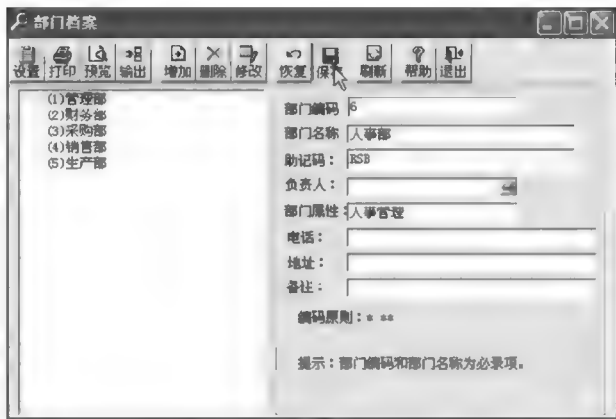 部门档案
设置 打印 预览 输出 增加 删除 修改 恢复 保存 刷新 帮助 退出
(1)管理部
(2)财务部
(3)采购部
(4)销售部
(5)生产部
部门编码 6
部门名称 人事部
助记码: RSB
负责人:
部门属性: 人事管理
电话:
地址:
备注:
编码原则: * **
提示:部门编码和部门名称为必录项。